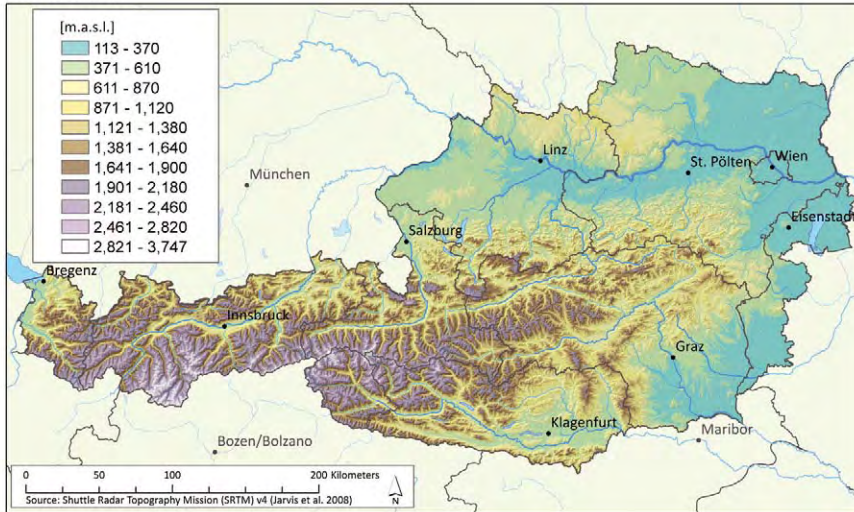 [m.a.s.l.]
113 - 370
371 - 610
611 - 870
871 - 1,120
1,121 - 1,380
1,381 - 1,640
1,641 - 1,900
1,901 - 2,180
2,181 - 2,460
2,461 - 2,820
2,821 - 3,747
Linz
St. Pölten
Wien
München
Eisenstadt
Salzburg
Bregenz
Innsbruck
Graz
Klagenfurt
Maribor
Bozen/Bolzano
0 50 100 200 Kilometers
Source: Shuttle Radar Topography Mission (SRTM) v4 (Jarvis et al. 2008)
N